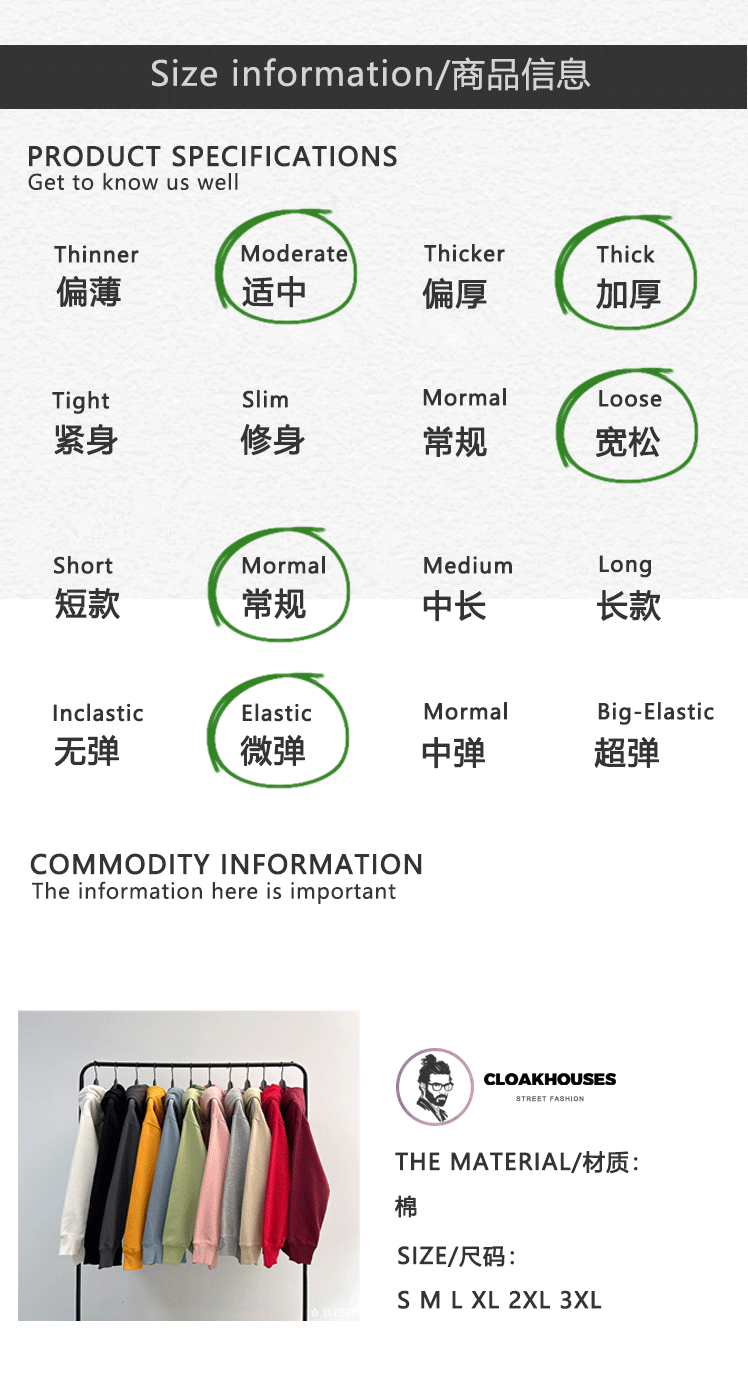 Size information/商品信息
PRODUCT SPECIFICATIONS
Get to know us well
Thinner Moderate Thicker Thick
偏薄 适中 偏厚 加厚
Tight Slim Mormal Loose
紧身 修身 常规 宽松
Short Mormal Medium Long
短款 常规 中长 长款
Inclastic Elastic Mormal Big-Elastic
无弹 微弹 中弹 超弹
COMMODITY INFORMATION
The information here is important
CLOAKHOUSES
STREET FASHION
THE MATERIAL/材质:
棉
SIZE/尺码:
S M L XL 2XL 3XL